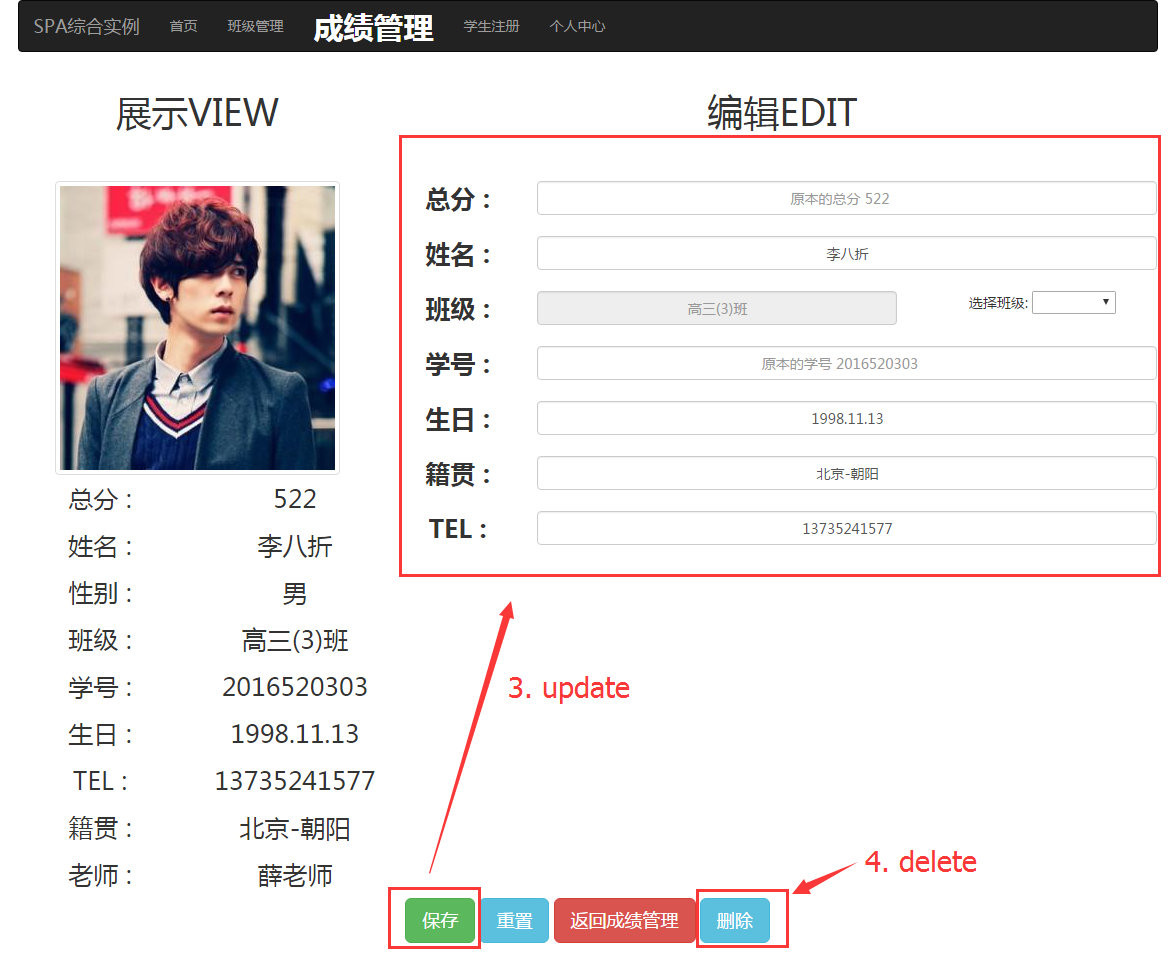 SPA综合实例 首页 班级管理 成绩管理 学生注册 个人中心
展示VIEW
总分：522
姓名：李八折
性别：男
班级：高三(3)班
学号：2016520303
生日：1998.11.13
TEL：13735241577
籍贯：北京-朝阳
老师：薛老师
编辑EDIT
总分：原本的总分 522
姓名：李八折
班级：高三(3)班 选择班级:
学号：原本的学号 2016520303
生日：1998.11.13
籍贯：北京-朝阳
TEL：13735241577
3. update
4. delete
保存 重置 返回成绩管理 删除